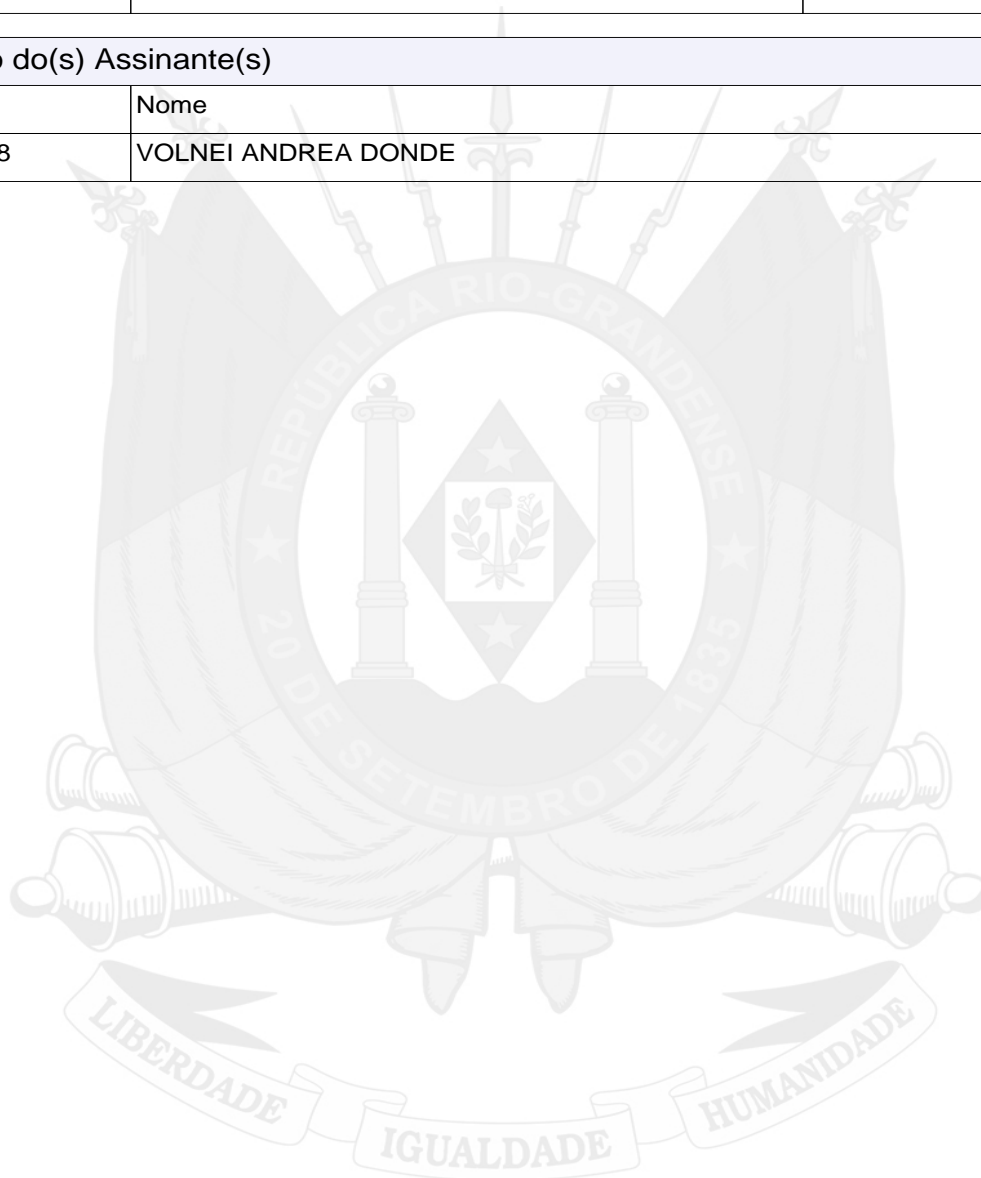 o do(s) Assinante(s)
Nome
8 VOLNEI ANDREA DONDE
REPÚBLICA RIO-GRANDENSE
20 DE SETEMBRO DE 1835
LIBERDADE IGUALDADE HUMANIDADE